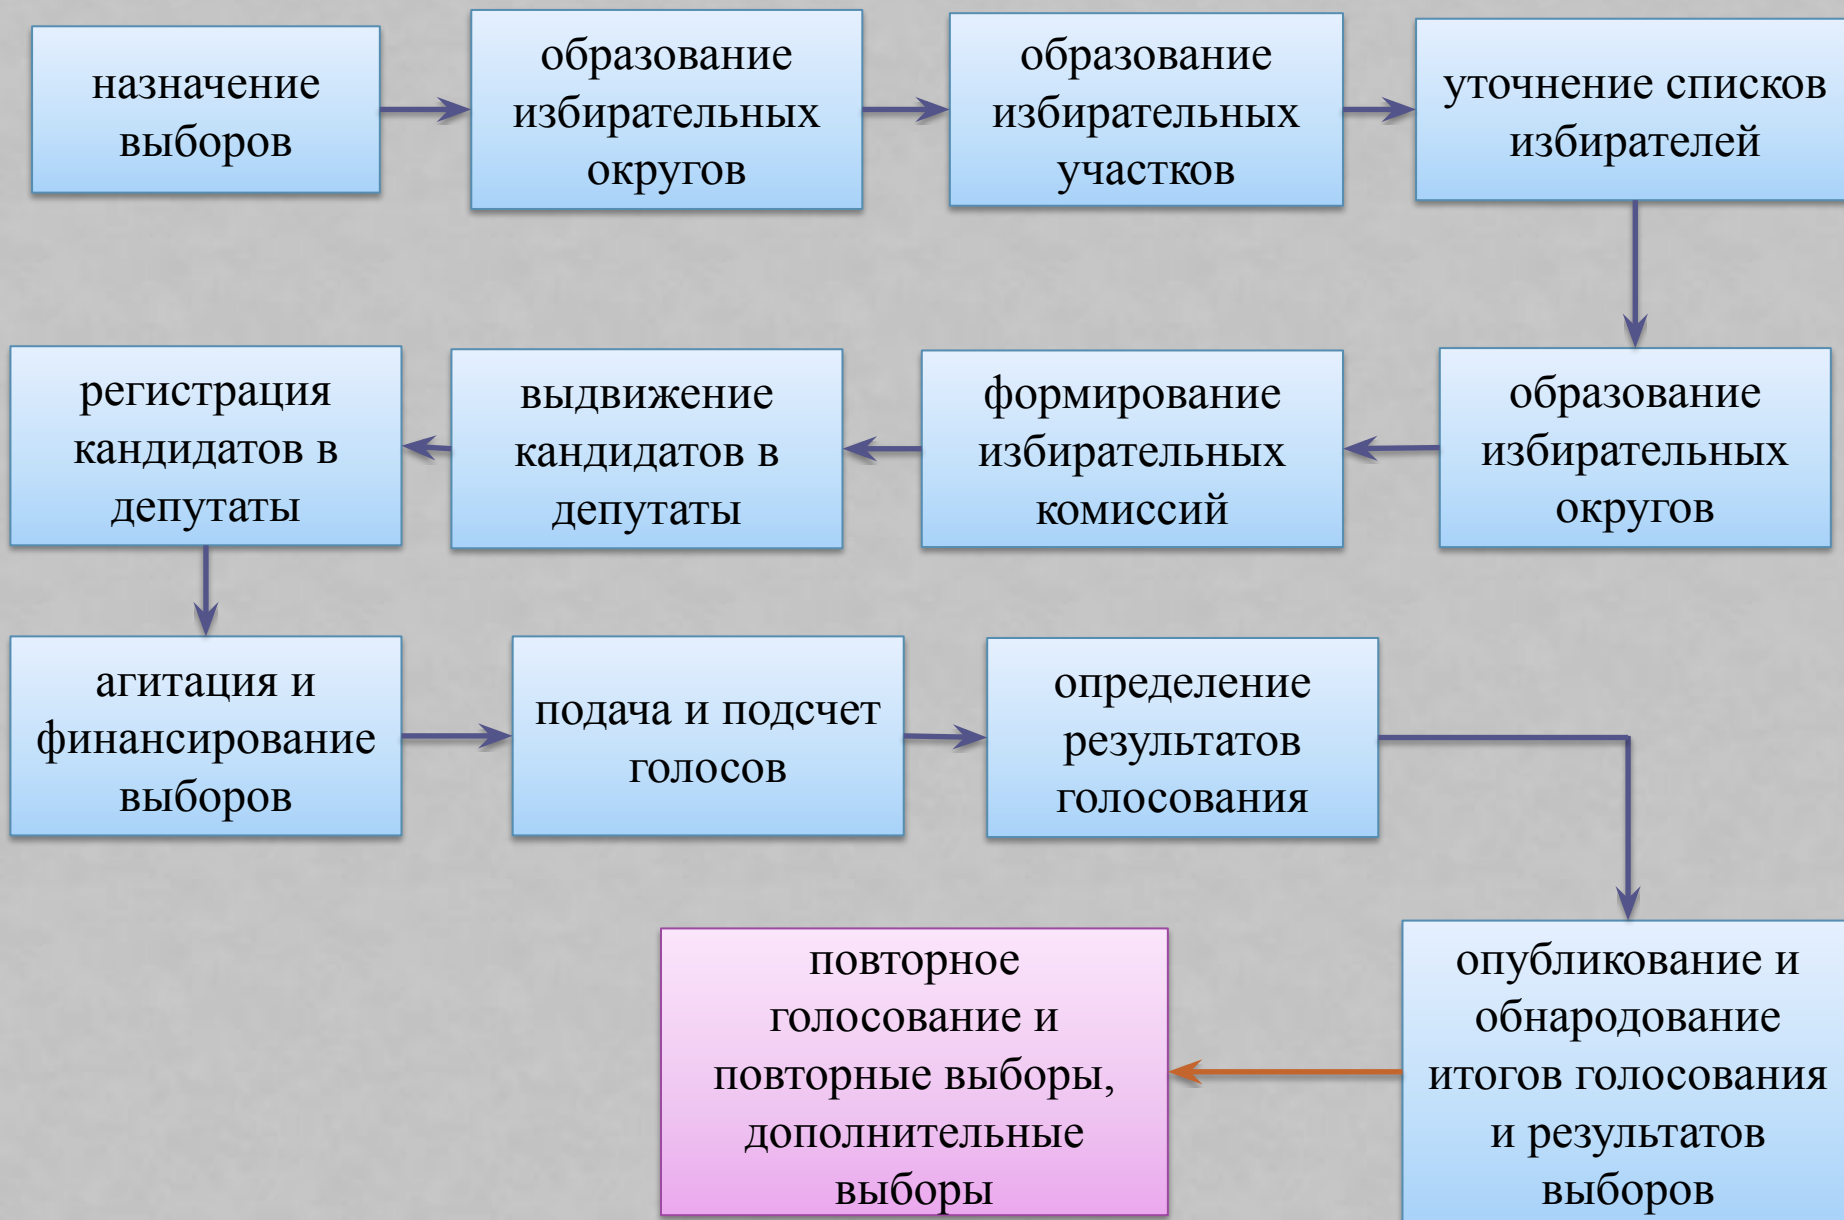 назначение
выборов
образование
избирательных
округов
образование
избирательных
участков
уточнение списков
избирателей
образование
избирательных
округов
формирование
избирательных
комиссий
выдвижение
кандидатов в
депутаты
регистрация
кандидатов в
депутаты
агитация и
финансирование
выборов
подача и подсчет
голосов
определение
результатов
голосования
опубликование и
обнародование
итогов голосования
и результатов
выборов
повторное
голосование и
повторные выборы,
дополнительные
выборы